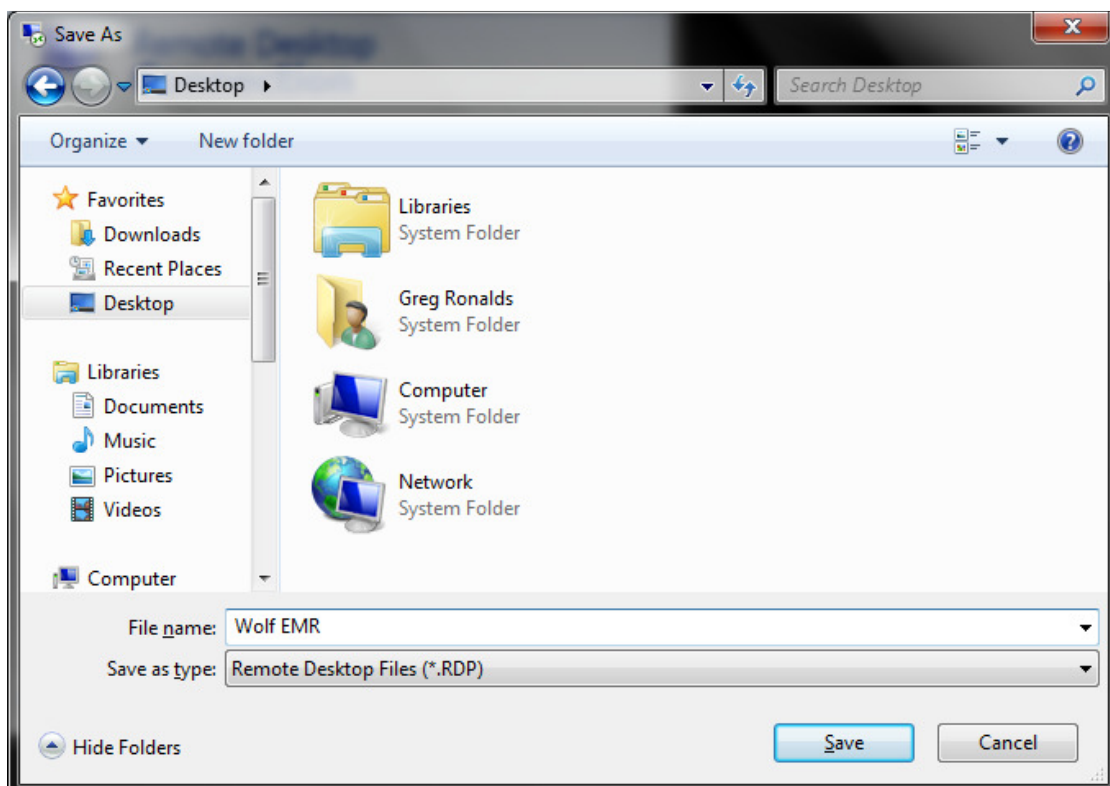 Save As
Remote Desktop
Desktop
Search Desktop
Organize
New folder
Favorites
Downloads
Recent Places
Desktop
Libraries
Documents
Music
Pictures
Videos
Computer
Libraries
System Folder
Greg Ronalds
System Folder
Computer
System Folder
Network
System Folder
File name: Wolf EMR
Save as type: Remote Desktop Files (*.RDP)
Hide Folders
Save
Cancel